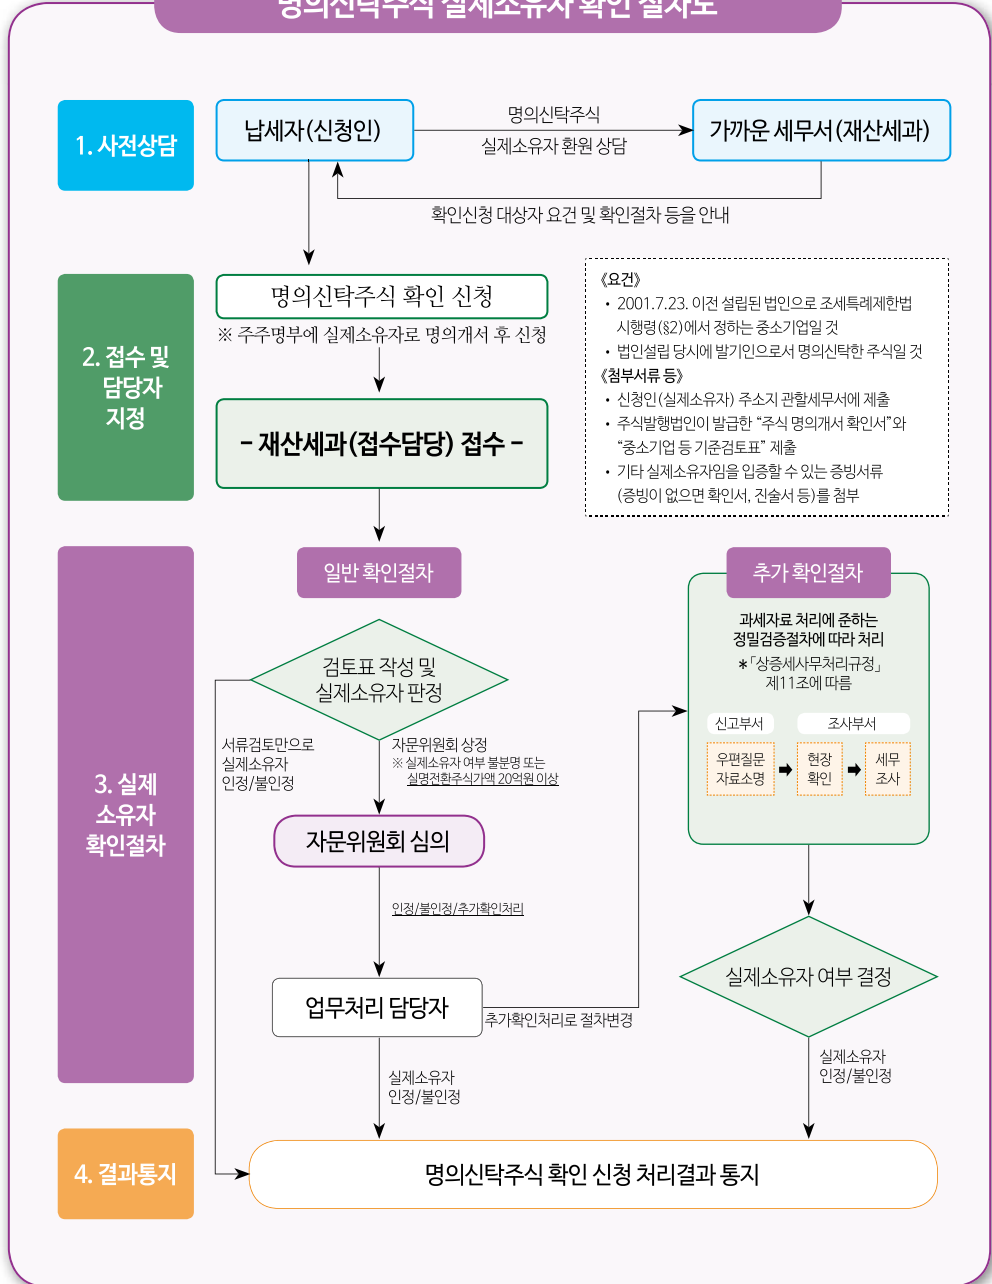 명의신탁주식 실제소유자 확인 절차도
1. 사전상담
납세자(신청인)
명의신탁주식
실제소유자 환원 상담
가까운 세무서(재산세과)
확인신청 대상자 요건 및 확인절차 등을 안내
2. 접수 및
담당자
지정
명의신탁주식 확인 신청
※ 주주명부에 실제소유자로 명의개서 후 신청
- 재산세과(접수담당) 접수 -
《요건》
• 2001.7.23. 이전 설립된 법인으로 조세특례제한법
시행령(§2)에서 정하는 중소기업일 것
• 법인설립 당시에 발기인으로서 명의신탁한 주식일 것
《첨부서류 등》
• 신청인(실제소유자) 주소지 관할세무서에 제출
• 주식발행법인이 발급한 “주식 명의개서 확인서”와
“중소기업 등 기준검토표” 제출
• 기타 실제소유자임을 입증할 수 있는 증빙서류
(증빙이 없으면 확인서, 진술서 등)를 첨부
3. 실제
소유자
확인절차
일반 확인절차
검토표 작성 및
실제소유자 판정
서류검토만으로
실제소유자
인정/불인정
자문위원회 상정
※ 실제소유자 여부 불분명 또는
실명전환주식가액 20억원 이상
자문위원회 심의
인정/불인정/추가확인처리
업무처리 담당자
추가확인처리로 절차변경
실제소유자
인정/불인정
추가 확인절차
과세자료 처리에 준하는
정밀검증절차에 따라 처리
*「상증세사무처리규정」
제11조에 따름
신고부서
조사부서
우편질문
자료소명
현장
확인
세무
조사
실제소유자 여부 결정
실제소유자
인정/불인정
4. 결과통지
명의신탁주식 확인 신청 처리결과 통지